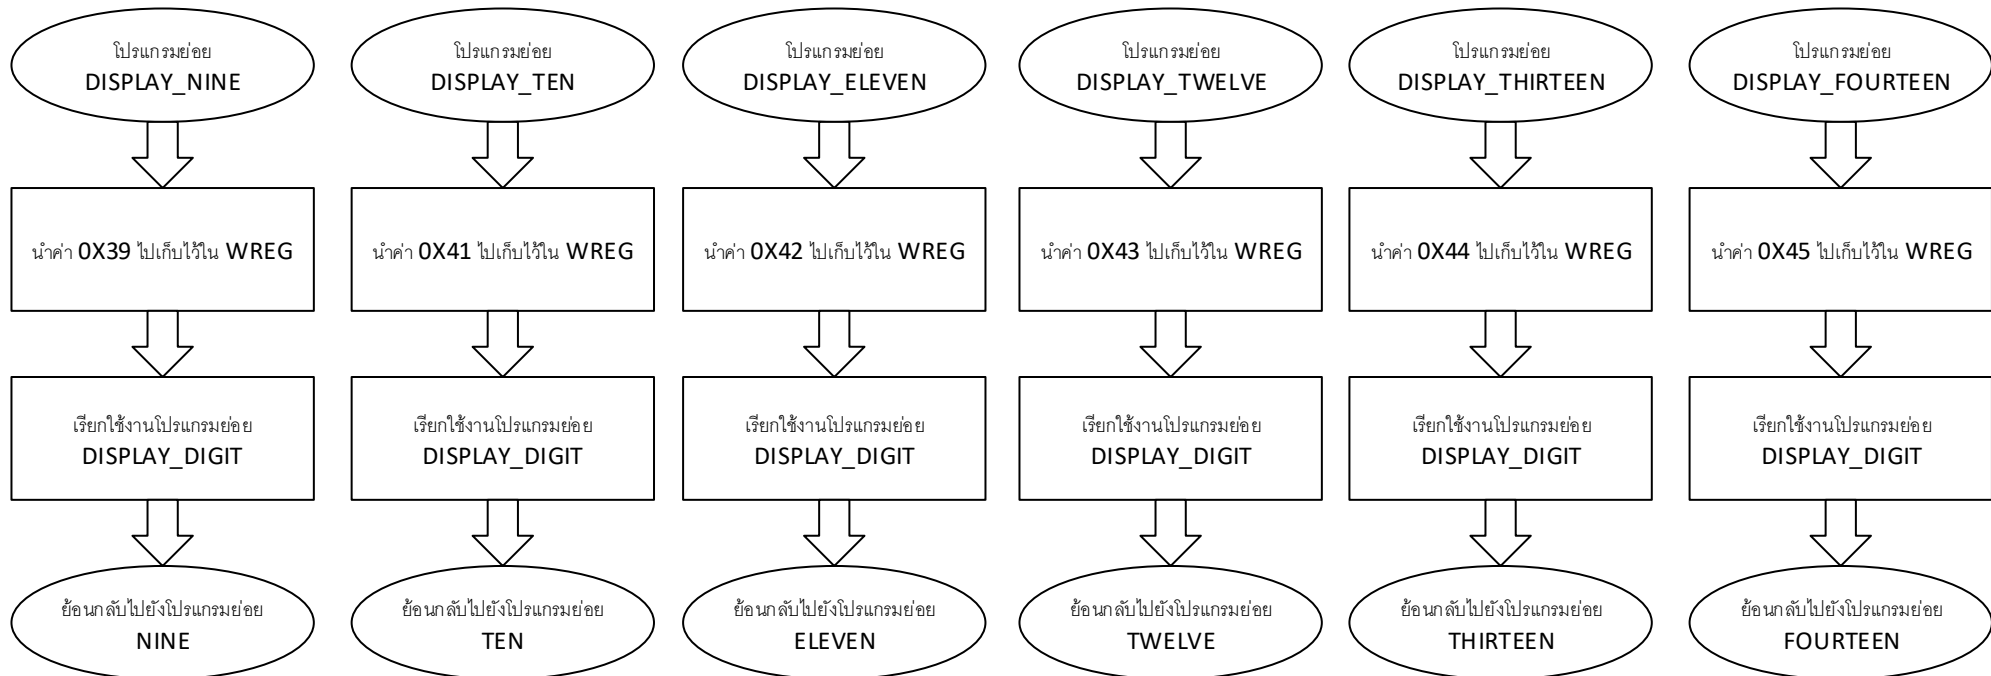 โปรแกรมย่อย
DISPLAY_NINE
นำค่า 0X39 ไปเก็บไว้ใน WREG
เรียกใช้งานโปรแกรมย่อย
DISPLAY_DIGIT
ย้อนกลับไปยังโปรแกรมย่อย
NINE
โปรแกรมย่อย
DISPLAY_TEN
นำค่า 0X41 ไปเก็บไว้ใน WREG
เรียกใช้งานโปรแกรมย่อย
DISPLAY_DIGIT
ย้อนกลับไปยังโปรแกรมย่อย
TEN
โปรแกรมย่อย
DISPLAY_ELEVEN
นำค่า 0X42 ไปเก็บไว้ใน WREG
เรียกใช้งานโปรแกรมย่อย
DISPLAY_DIGIT
ย้อนกลับไปยังโปรแกรมย่อย
ELEVEN
โปรแกรมย่อย
DISPLAY_TWELVE
นำค่า 0X43 ไปเก็บไว้ใน WREG
เรียกใช้งานโปรแกรมย่อย
DISPLAY_DIGIT
ย้อนกลับไปยังโปรแกรมย่อย
TWELVE
โปรแกรมย่อย
DISPLAY_THIRTEEN
นำค่า 0X44 ไปเก็บไว้ใน WREG
เรียกใช้งานโปรแกรมย่อย
DISPLAY_DIGIT
ย้อนกลับไปยังโปรแกรมย่อย
THIRTEEN
โปรแกรมย่อย
DISPLAY_FOURTEEN
นำค่า 0X45 ไปเก็บไว้ใน WREG
เรียกใช้งานโปรแกรมย่อย
DISPLAY_DIGIT
ย้อนกลับไปยังโปรแกรมย่อย
FOURTEEN